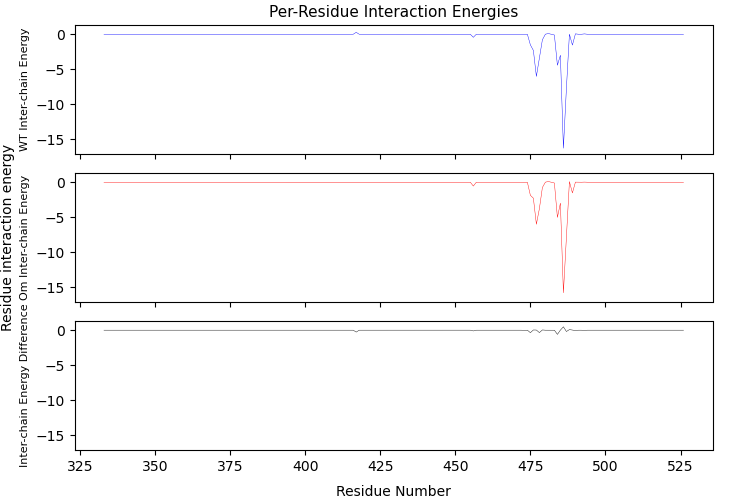 Per-Residue Interaction Energies
Residue interaction energy
WT Inter-chain Energy
0
−5
−10
−15
Om Inter-chain Energy
0
−5
−10
−15
Inter-chain Energy Difference
0
−5
−10
−15
325 350 375 400 425 450 475 500 525
Residue Number